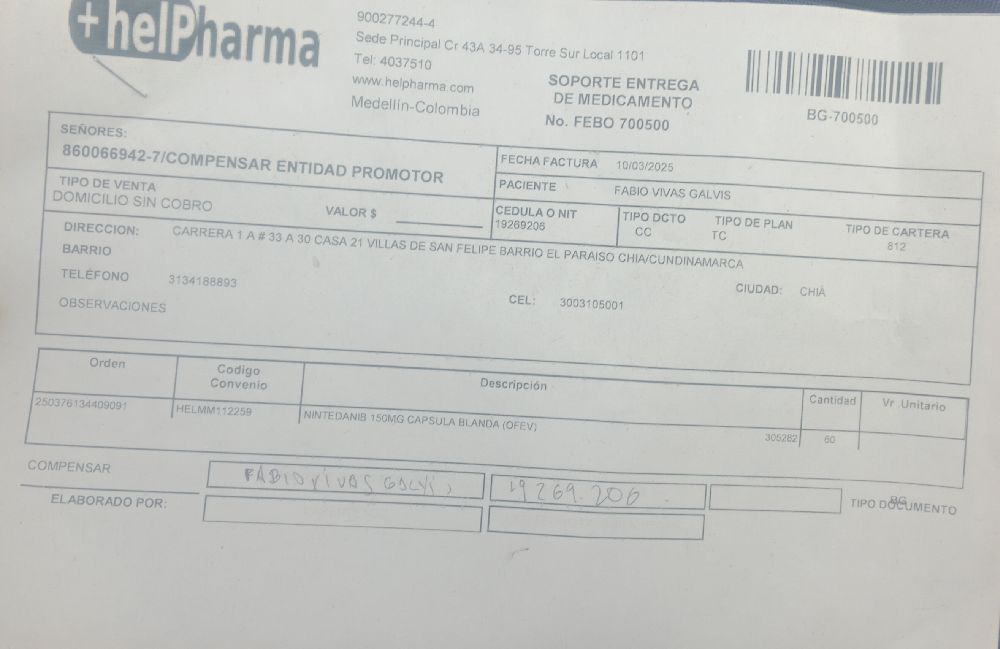 +helPharma
900277244-4
Sede Principal Cr 43A 34-95 Torre Sur Local 1101
Tel: 4037510
www.helpharma.com
Medellín-Colombia
SOPORTE ENTREGA
DE MEDICAMENTO
No. FEBO 700500
BG-700500
SEÑORES:
860066942-7/COMPENSAR ENTIDAD PROMOTOR
FECHA FACTURA 10/03/2025
PACIENTE FABIO VIVAS GALVIS
TIPO DE VENTA
DOMICILIO SIN COBRO VALOR $
CEDULA O NIT
19269206
TIPO DCTO
CC
TIPO DE PLAN
TC
TIPO DE CARTERA
812
DIRECCION: CARRERA 1 A # 33 A 30 CASA 21 VILLAS DE SAN FELIPE BARRIO EL PARAISO CHIA/CUNDINAMARCA
BARRIO
CIUDAD: CHIA
TELÉFONO 3134188893
CEL: 3003105001
OBSERVACIONES
Orden Codigo Convenio Descripción Cantidad Vr Unitario
250376134409091 HELMM112259 NINTEDANIB 150MG CAPSULA BLANDA (OFEV) 305282 60
COMPENSAR FABIO VIVAS GALVIS 19269.206
ELABORADO POR:
BG
TIPO DOCUMENTO